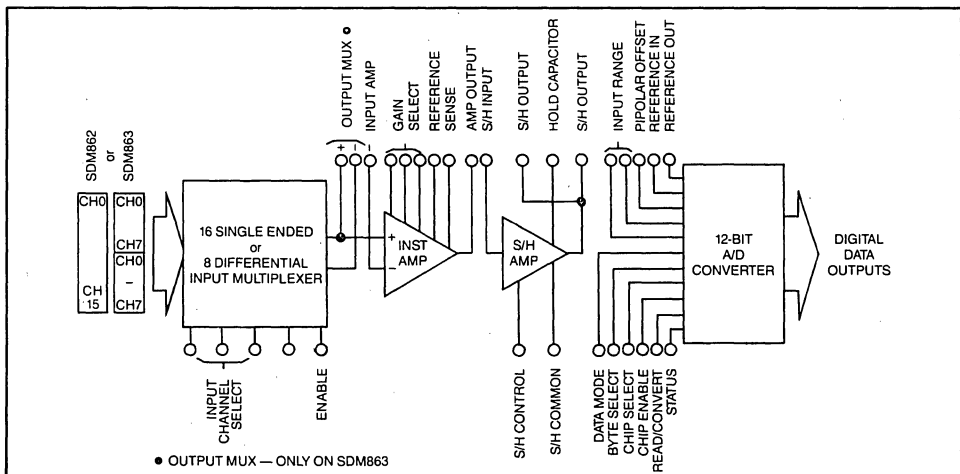 SDM862
or
SDM863
CH0
CH
15
CH0
CH7
CH0
–
CH7
16 SINGLE ENDED
or
8 DIFFERENTIAL
INPUT MULTIPLEXER
INPUT
CHANNEL
SELECT
ENABLE
OUTPUT MUX
+
–
INPUT AMP
–
GAIN
SELECT
REFERENCE
SENSE
AMP OUTPUT
S/H INPUT
+
–
INST
AMP
S/H OUTPUT
HOLD CAPACITOR
S/H OUTPUT
S/H
AMP
S/H CONTROL
S/H COMMON
INPUT RANGE
PIPOLAR OFFSET
REFERENCE IN
REFERENCE OUT
12-BIT
A/D
CONVERTER
DATA MODE
BYTE SELECT
CHIP SELECT
CHIP ENABLE
READ/CONVERT
STATUS
DIGITAL
DATA
OUTPUTS
OUTPUT MUX — ONLY ON SDM863